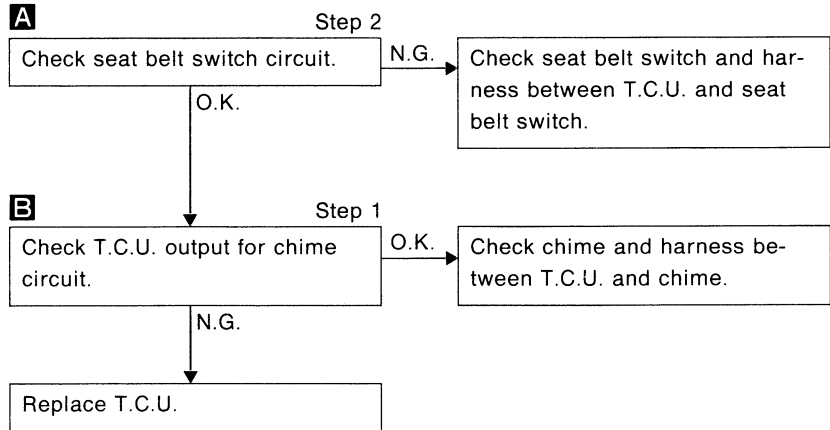 A
Step 2
Check seat belt switch circuit.
N.G.
Check seat belt switch and har-
ness between T.C.U. and seat
belt switch.
O.K.
B
Step 1
Check T.C.U. output for chime
circuit.
O.K.
Check chime and harness be-
tween T.C.U. and chime.
N.G.
Replace T.C.U.